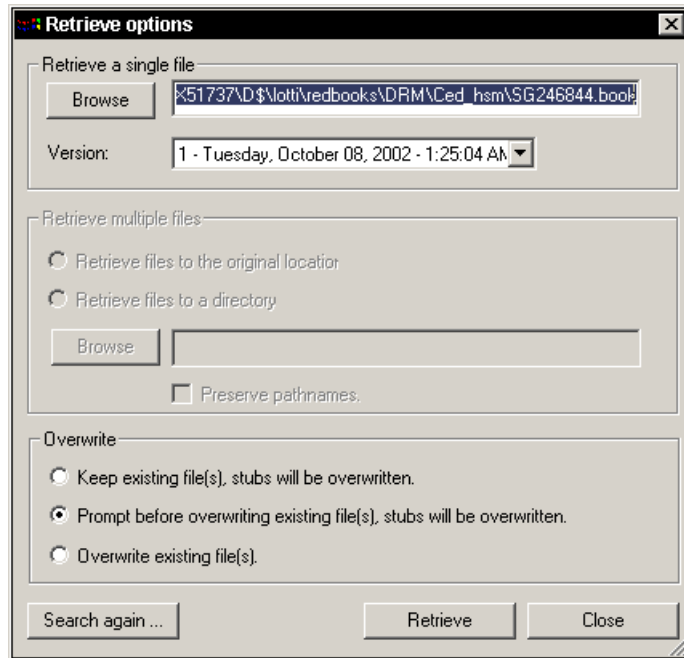 Retrieve options
Retrieve a single file
Browse
X51737\D$\lotti\redbooks\DRM\Ced_hsm\SG246844.book
Version:
1 - Tuesday, October 08, 2002 - 1:25:04 AM
Retrieve multiple files
Retrieve files to the original location
Retrieve files to a directory
Browse
Preserve pathnames.
Overwrite
Keep existing file(s), stubs will be overwritten.
Prompt before overwriting existing file(s), stubs will be overwritten.
Overwrite existing file(s).
Search again ...
Retrieve
Close